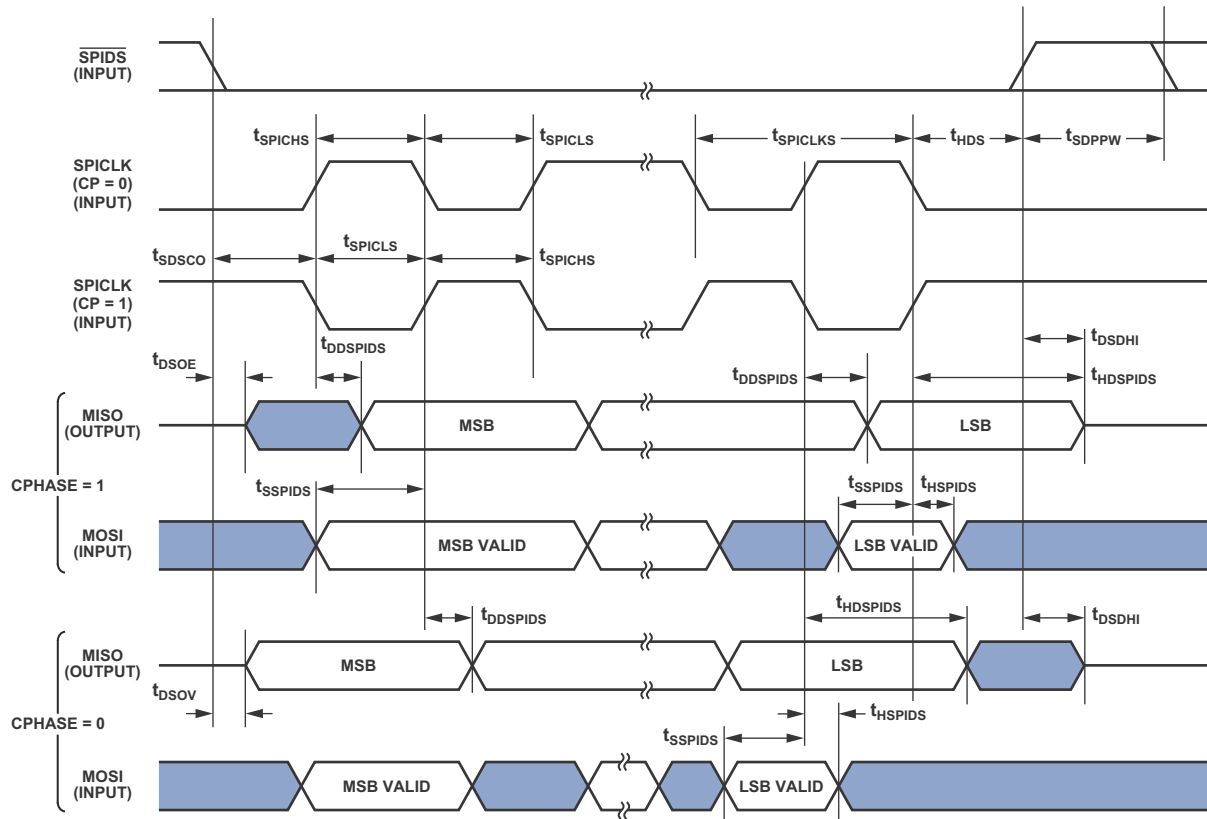 SPIDS
(INPUT)
tSPICHS
tSPICLS
tSPICLKS
tHDS
tSDPPW
SPICLK
(CP = 0)
(INPUT)
tSDSCO
tSPICLS
tSPICHS
SPICLK
(CP = 1)
(INPUT)
tDSOE
tDDSPIDS
tDDSPIDS
tDSDHI
tHDSPIDS
MISO
(OUTPUT)
MSB
LSB
CPHASE = 1
tSSPIDS
tSSPIDS
tHSPIDS
MOSI
(INPUT)
MSB VALID
LSB VALID
tDDSPIDS
tHDSPIDS
tDSDHI
MISO
(OUTPUT)
MSB
LSB
tDSOV
CPHASE = 0
tHSPIDS
tSSPIDS
MOSI
(INPUT)
MSB VALID
LSB VALID